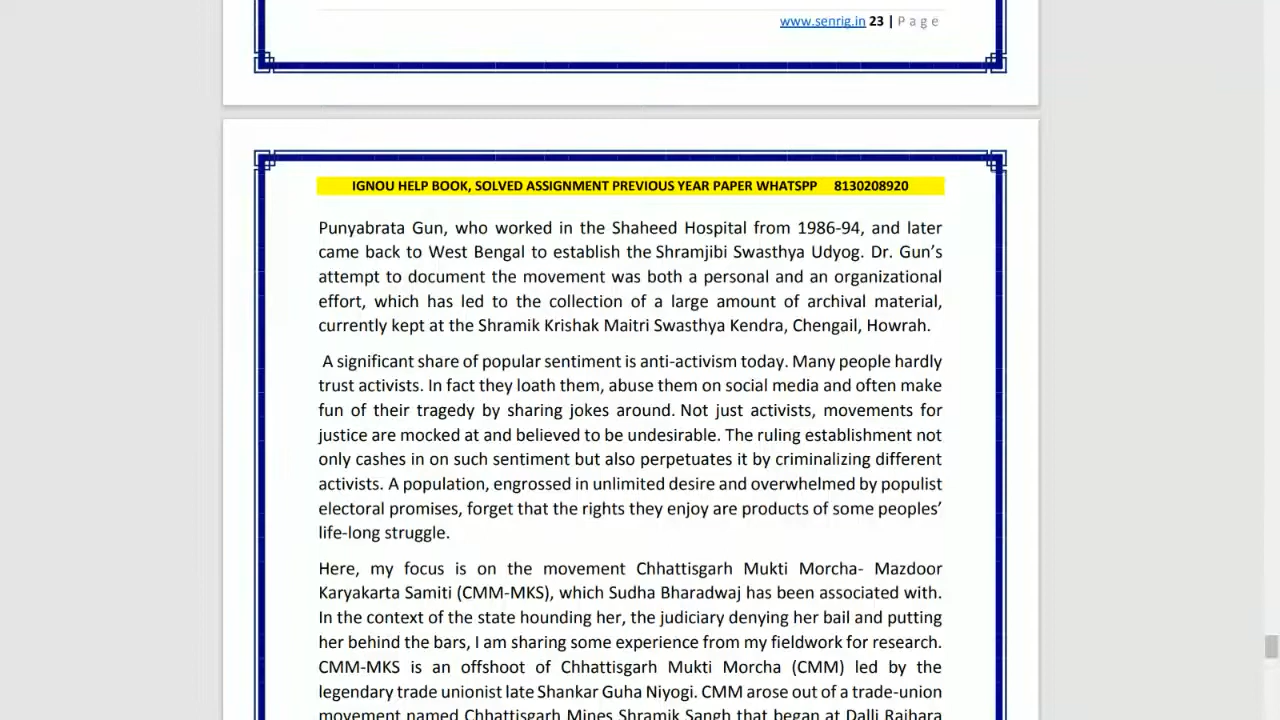 www.senrig.in 23 | P a g e
IGNOU HELP BOOK, SOLVED ASSIGNMENT PREVIOUS YEAR PAPER WHATSPP 8130208920
Punyabrata Gun, who worked in the Shaheed Hospital from 1986-94, and later
came back to West Bengal to establish the Shramjibi Swasthya Udyog. Dr. Gun’s
attempt to document the movement was both a personal and an organizational
effort, which has led to the collection of a large amount of archival material,
currently kept at the Shramik Krishak Maitri Swasthya Kendra, Chengail, Howrah.
A significant share of popular sentiment is anti-activism today. Many people hardly
trust activists. In fact they loath them, abuse them on social media and often make
fun of their tragedy by sharing jokes around. Not just activists, movements for
justice are mocked at and believed to be undesirable. The ruling establishment not
only cashes in on such sentiment but also perpetuates it by criminalizing different
activists. A population, engrossed in unlimited desire and overwhelmed by populist
electoral promises, forget that the rights they enjoy are products of some peoples’
life-long struggle.
Here, my focus is on the movement Chhattisgarh Mukti Morcha- Mazdoor
Karyakarta Samiti (CMM-MKS), which Sudha Bharadwaj has been associated with.
In the context of the state hounding her, the judiciary denying her bail and putting
her behind the bars, I am sharing some experience from my fieldwork for research.
CMM-MKS is an offshoot of Chhattisgarh Mukti Morcha (CMM) led by the
legendary trade unionist late Shankar Guha Niyogi. CMM arose out of a trade-union
movement named Chhattisgarh Mines Shramik Sangh that began at Dalli Rajhara